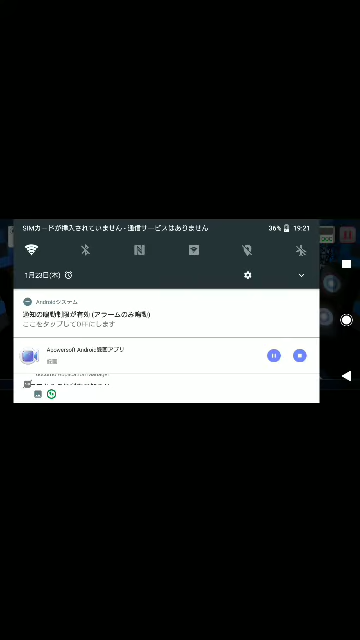 SIMカードが挿入されていません - 通信サービスはありません
36% 19:21
1月23日(木)
Androidシステム
通知の鳴動制限が有効 (アラームのみ鳴動)
ここをタップしてOFFにします
Apowersoft Android録画アプリ
録画
docomo Application Manager